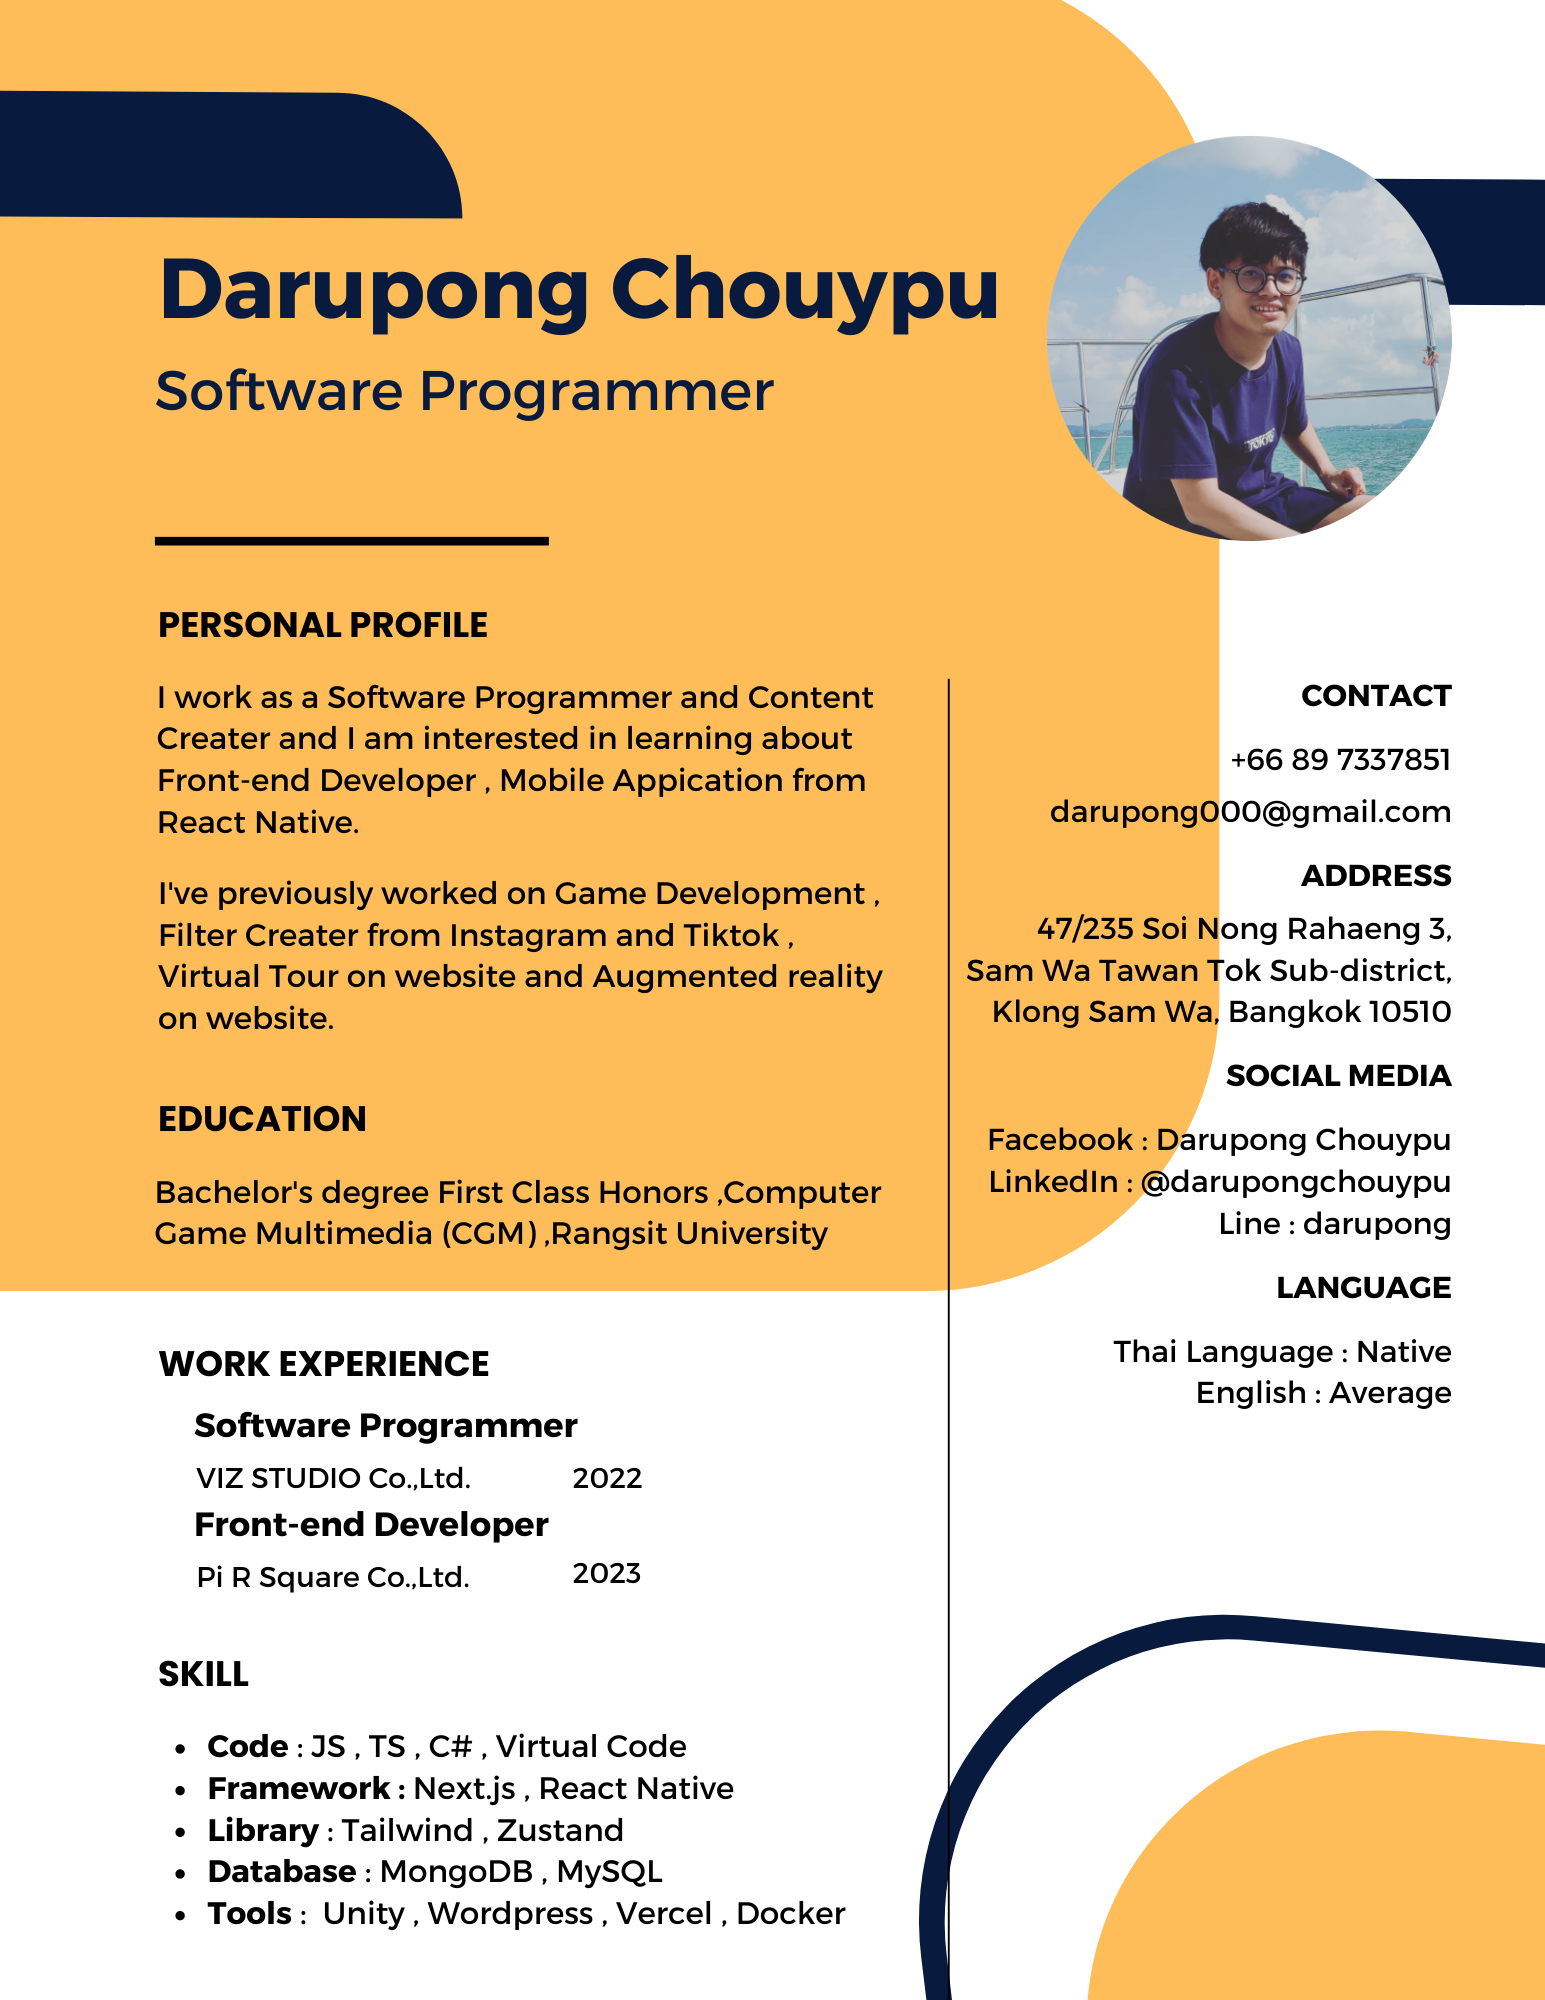 Darupong Chouypu
Software Programmer
TOKYO
PERSONAL PROFILE
I work as a Software Programmer and Content
Creater and I am interested in learning about
Front-end Developer , Mobile Appication from
React Native.
I've previously worked on Game Development ,
Filter Creater from Instagram and Tiktok ,
Virtual Tour on website and Augmented reality
on website.
EDUCATION
Bachelor's degree First Class Honors ,Computer
Game Multimedia (CGM) ,Rangsit University
WORK EXPERIENCE
Software Programmer
VIZ STUDIO Co.,Ltd. 2022
Front-end Developer
Pi R Square Co.,Ltd. 2023
SKILL
• Code : JS , TS , C# , Virtual Code
• Framework : Next.js , React Native
• Library : Tailwind , Zustand
• Database : MongoDB , MySQL
• Tools : Unity , Wordpress , Vercel , Docker
CONTACT
+66 89 7337851
darupong000@gmail.com
ADDRESS
47/235 Soi Nong Rahaeng 3,
Sam Wa Tawan Tok Sub-district,
Klong Sam Wa, Bangkok 10510
SOCIAL MEDIA
Facebook : Darupong Chouypu
LinkedIn : @darupongchouypu
Line : darupong
LANGUAGE
Thai Language : Native
English : Average